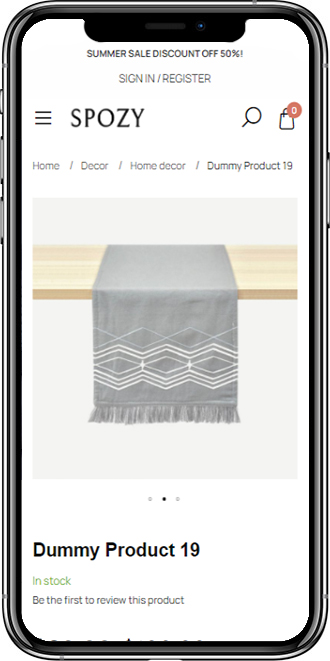 SUMMER SALE DISCOUNT OFF 50%!
SIGN IN / REGISTER
SPOZY
0
Home / Decor / Home decor / Dummy Product 19
Dummy Product 19
In stock
Be the first to review this product